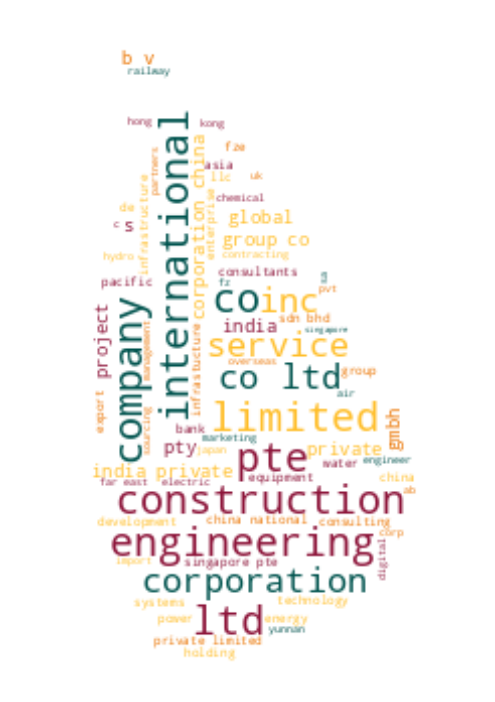 b v
railway
hong
kong
international
fze
partners
corporation china
asia
infrastructure
llc
uk
enterprise
chemical
de
global
c
s
group co
hydro
contracting
consultants
pacific
fz
pvt
co
inc
company
project
india
sdn bhd
singapore
management
infrastucture
service
overseas
co ltd
group
air
export
sourcing
limited
gmbh
bank
marketing
pty
japan
pte
private
engineer
water
india private
far east
electric
equipment
china
ab
construction
development
china national
consulting
corp
engineering
digital
import
singapore pte
corporation
systems
technology
power
ltd
energy
yunnan
private limited
holding